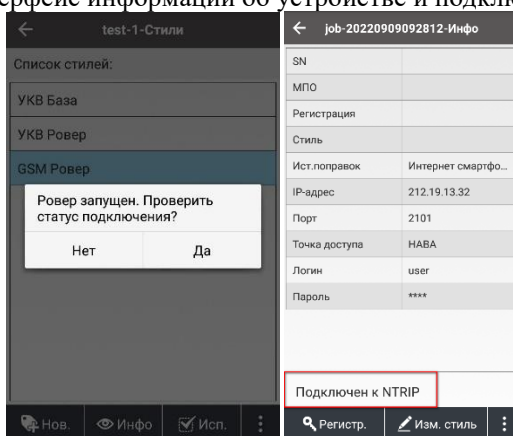 рфейсе информации об устройстве и подклю
test-1-Стили
Список стилей:
УКВ База
УКВ Ровер
GSM Ровер
Ровер запущен. Проверить
статус подключения?
Нет Да
Нов. Инфо Исп.
job-20220909092812-Инфо
SN
МПО
Регистрация
Стиль
Ист.поправок Интернет смартфо...
IP-адрес 212.19.13.32
Порт 2101
Точка доступа HABA
Логин user
Пароль ****
Подключен к NTRIP
Регистр. Изм. стиль